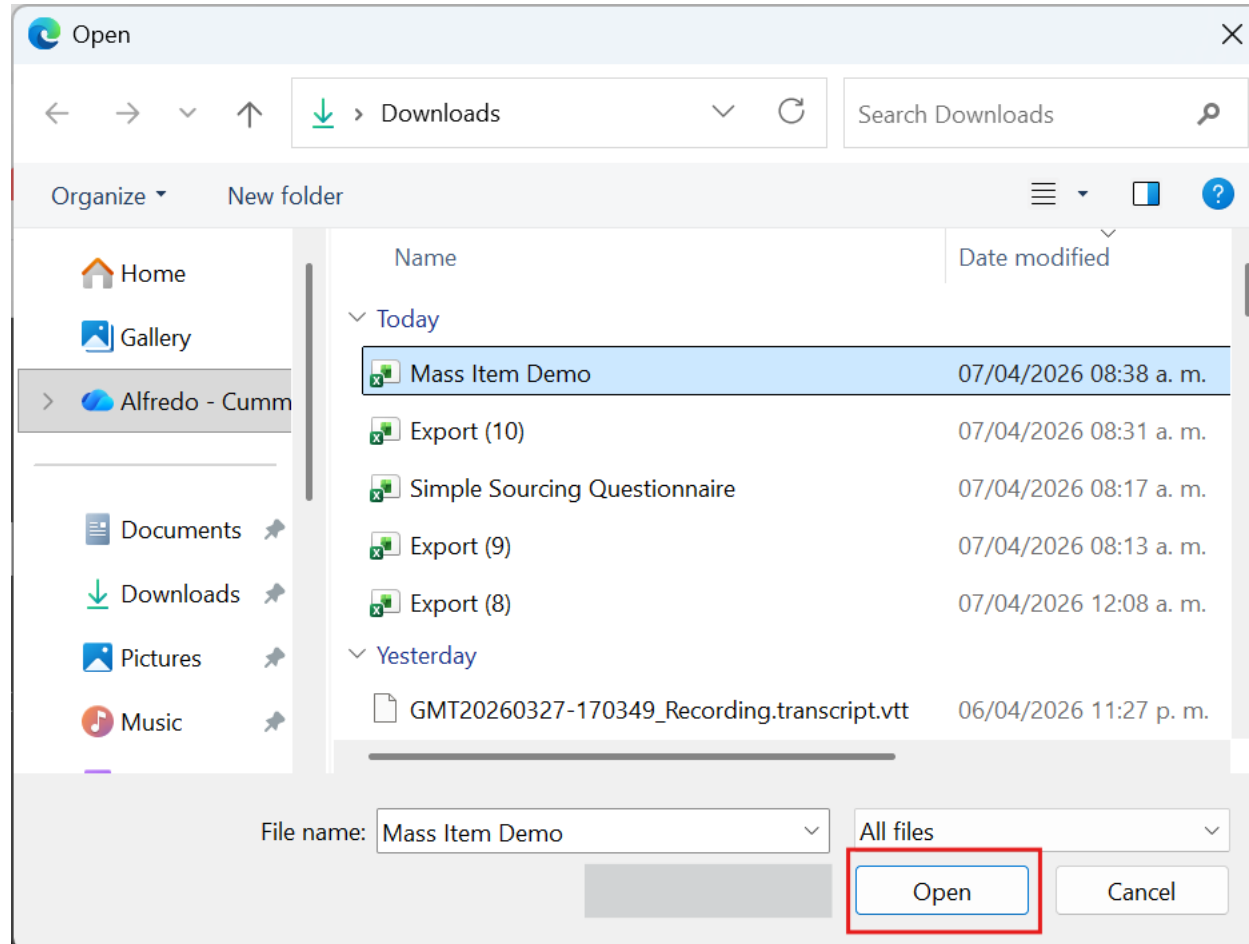 Open
Downloads
Search Downloads
Organize
New folder
Name
Date modified
Home
Gallery
Alfredo - Cumm
Documents
Downloads
Pictures
Music
Today
Mass Item Demo 07/04/2026 08:38 a. m.
Export (10) 07/04/2026 08:31 a. m.
Simple Sourcing Questionnaire 07/04/2026 08:17 a. m.
Export (9) 07/04/2026 08:13 a. m.
Export (8) 07/04/2026 12:08 a. m.
Yesterday
GMT20260327-170349_Recording.transcript.vtt 06/04/2026 11:27 p. m.
File name: Mass Item Demo
All files
Open
Cancel